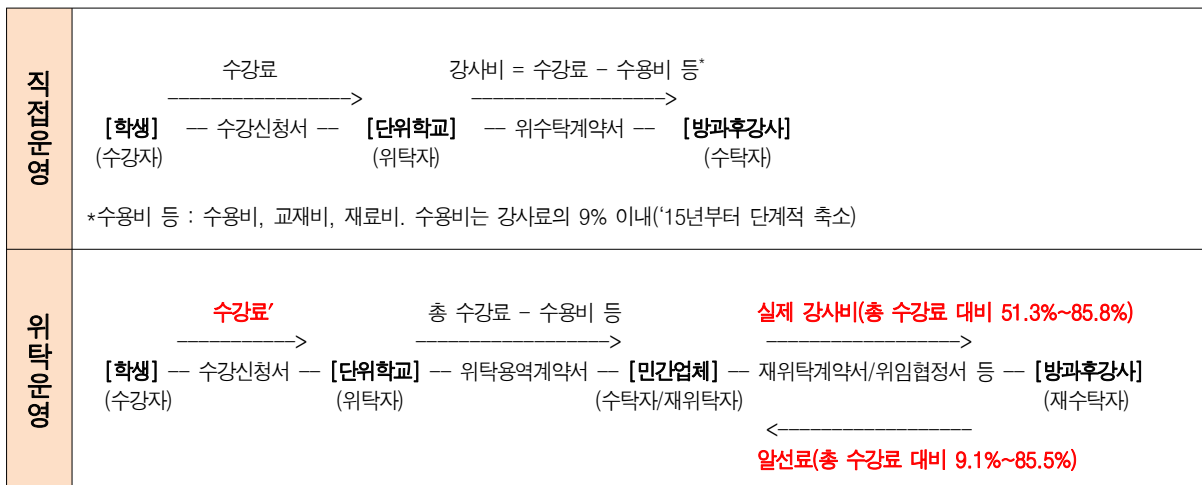 직접운영
수강료 강사비 = 수강료 - 수용비 등*
-----------------> ------------------>
[학생] -- 수강신청서 -- [단위학교] -- 위수탁계약서 -- [방과후강사]
(수강자) (위탁자) (수탁자)
*수용비 등 : 수용비, 교재비, 재료비. 수용비는 강사료의 9% 이내(‘15년부터 단계적 축소)
위탁운영
수강료′ 총 수강료 - 수용비 등 실제 강사비(총 수강료 대비 51.3%~85.8%)
-----------> ------------------> ------------------>
[학생] -- 수강신청서 -- [단위학교] -- 위탁용역계약서 -- [민간업체] -- 재위탁계약서/위임협정서 등 -- [방과후강사]
(수강자) (위탁자) (수탁자/재위탁자) (재수탁자)
<------------------
알선료(총 수강료 대비 9.1%~85.5%)